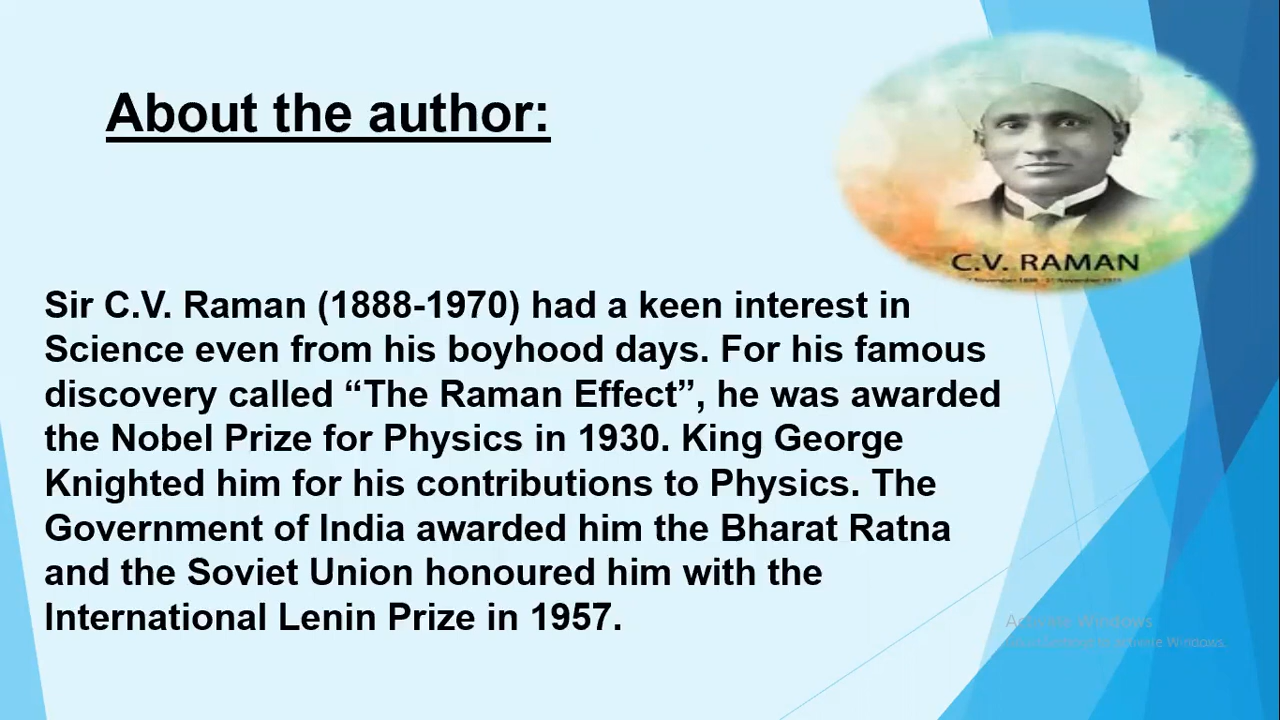 About the author:
C.V. RAMAN
Sir C.V. Raman (1888-1970) had a keen interest in
Science even from his boyhood days. For his famous
discovery called “The Raman Effect”, he was awarded
the Nobel Prize for Physics in 1930. King George
Knighted him for his contributions to Physics. The
Government of India awarded him the Bharat Ratna
and the Soviet Union honoured him with the
International Lenin Prize in 1957.
Activate Windows